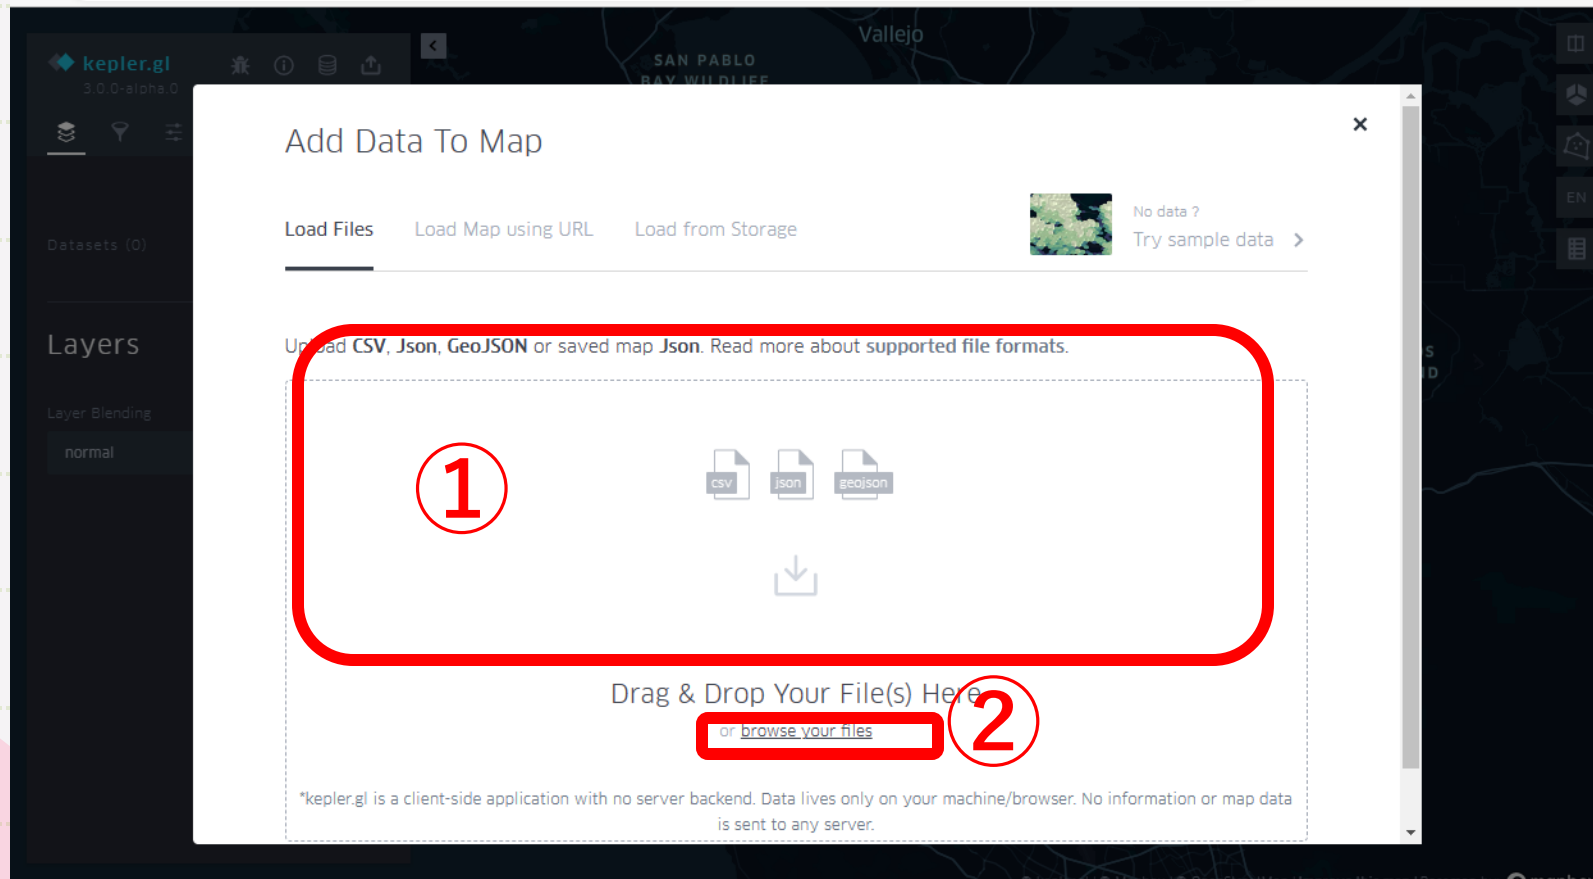 Vallejo
SAN PABLO
BAY WILDLIFE
kepler.gl
3.0.0-alpha.0
Add Data To Map
Load Files
Load Map using URL
Load from Storage
No data ?
Try sample data
EN
Datasets (0)
Layers
Layer Blending
normal
Upload CSV, Json, GeoJSON or saved map Json. Read more about supported file formats.
①
csv
json
geojson
Drag & Drop Your File(s) Here
②
or browse your files
*kepler.gl is a client-side application with no server backend. Data lives only on your machine/browser. No information or map data
is sent to any server.